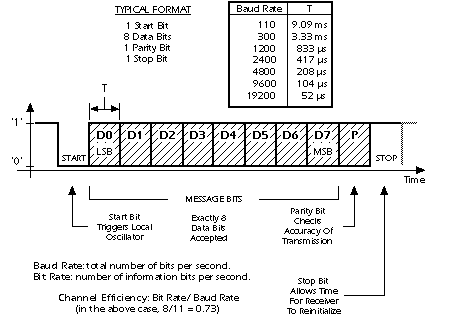 TYPICAL FORMAT
1 Start Bit
8 Data Bits
1 Parity Bit
1 Stop Bit
Baud Rate T
110 9.09 ms
300 3.33 ms
1200 833 µs
2400 417 µs
4800 208 µs
9600 104 µs
19200 52 µs
T
'1'
'0'
START
D0 D1 D2 D3 D4 D5 D6 D7 P
LSB MSB
STOP
Time
MESSAGE BITS
Start Bit
Triggers Local
Oscillator
Exactly 8
Data Bits
Accepted
Parity Bit
Checks
Accuracy Of
Transmission
Stop Bit
Allows Time
For Receiver
To Reinitialize
Baud Rate: total number of bits per second.
Bit Rate: number of information bits per second.
Channel Efficiency: Bit Rate/ Baud Rate
(in the above case, 8/11 = 0.73)